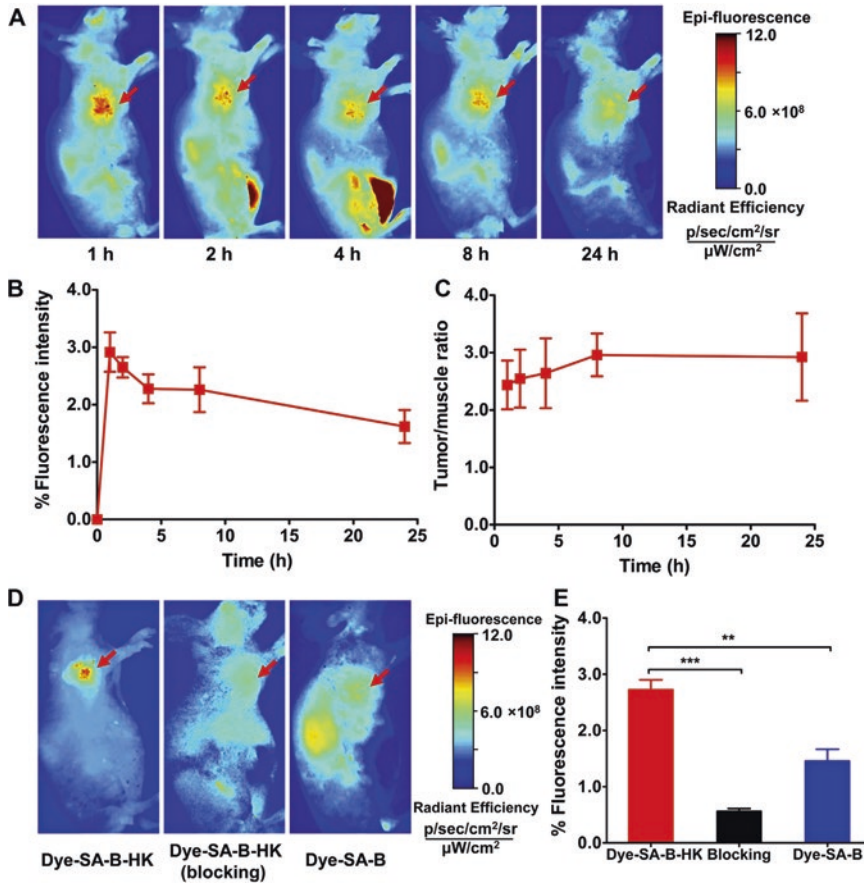 A
Epi-fluorescence
12.0
6.0 ×10⁸
0.0
Radiant Efficiency
p/sec/cm²/sr
µW/cm²
1 h
2 h
4 h
8 h
24 h
B
% Fluorescence intensity
4.0
3.0
2.0
1.0
0.0
0 5 10 15 20 25
Time (h)
C
Tumor/muscle ratio
4.0
3.0
2.0
1.0
0.0
0 5 10 15 20 25
Time (h)
D
Dye-SA-B-HK
Dye-SA-B-HK
(blocking)
Dye-SA-B
Epi-fluorescence
12.0
6.0 ×10⁸
0.0
Radiant Efficiency
p/sec/cm²/sr
µW/cm²
E
% Fluorescence intensity
4.0
3.0
2.0
1.0
0.0
**
***
Dye-SA-B-HK Blocking Dye-SA-B